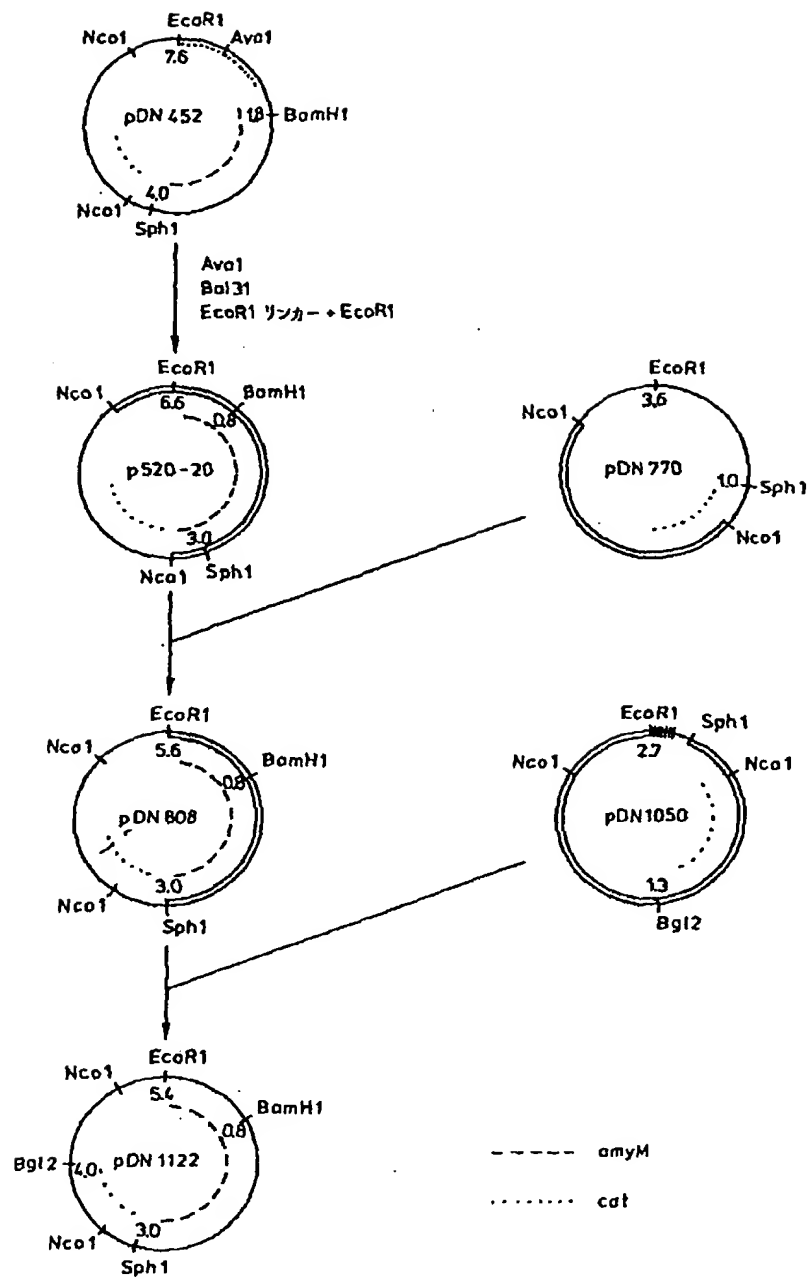 EcoR1
Nco1
Ava1
7.6
pDN 452
1.8
BamH1
4.0
Nco1
Sph1
Ava1
Bal31
EcoR1 リンカー + EcoR1
EcoR1
Nco1
BamH1
6.6
0.8
p520-20
3.0
Nca1
Sph1
EcoR1
3.6
Nco1
pDN 770
1.0
Sph1
Nco1
EcoR1
Nco1
5.6
BamH1
0.8
pDN 808
3.0
Nco1
Sph1
EcoR1
Sph1
2.7
Nco1
Nca1
pDN1050
1.3
Bgl2
EcoR1
Nco1
5.4
BamH1
0.8
Bgl2
4.0
pDN 1122
3.0
Nco1
Sph1
amyM
cat